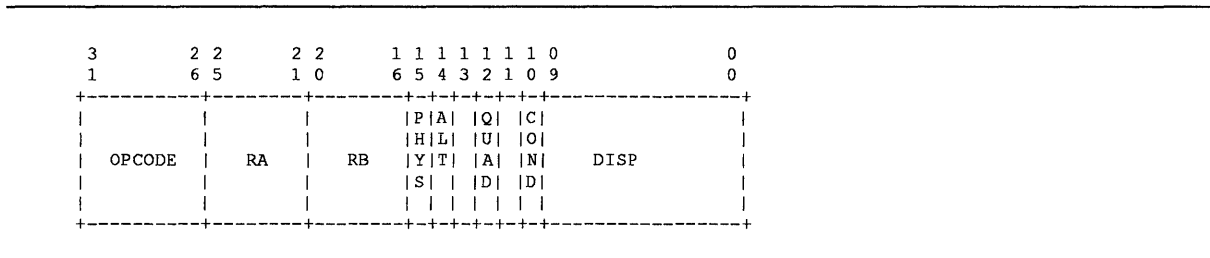 3 2 2 2 2 1 1 1 1 1 1 1 0 0
1 6 5 1 0 6 5 4 3 2 1 0 9 0
+-----------+---------+---------+-+-+-+-+-+-+-------------------+
| | | |P|A| |Q| |C| |
| | | |H|L| |U| |O| |
| OPCODE | RA | RB |Y|T| |A| |N| DISP |
| | | |S| | |D| |D| |
| | | | | | | | | | |
+-----------+---------+---------+-+-+-+-+-+-+-------------------+